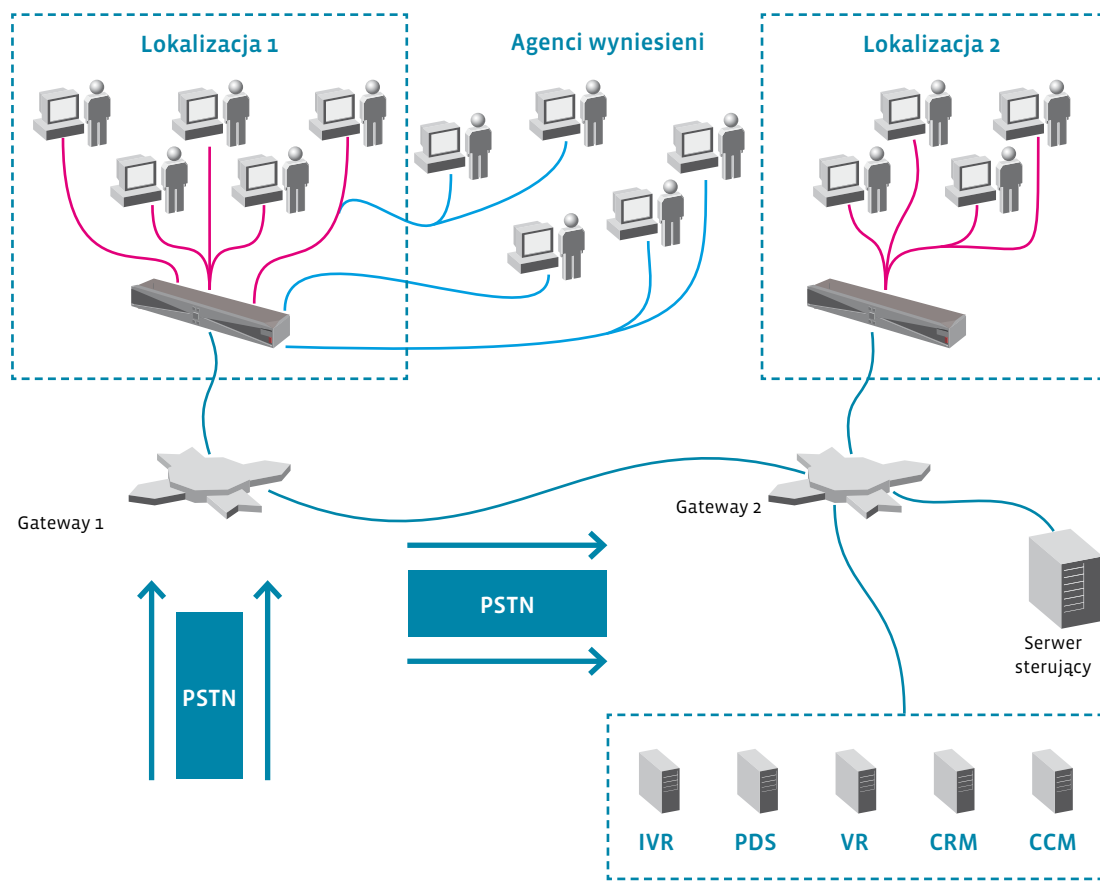 Lokalizacja 1
Agenci wyniesieni
Lokalizacja 2
Gateway 1
Gateway 2
PSTN
PSTN
Serwer
sterujący
IVR
PDS
VR
CRM
CCM